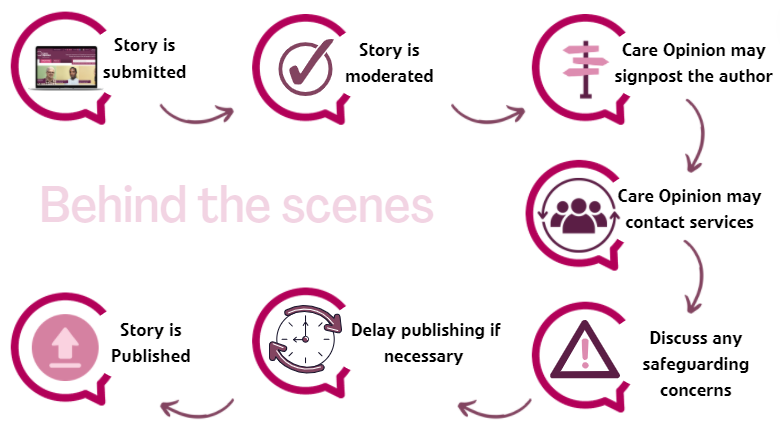 Story is
submitted
Story is
moderated
Care Opinion may
signpost the author
Care Opinion may
contact services
Behind the scenes
Discuss any
safeguarding
concerns
Delay publishing if
necessary
Story is
Published